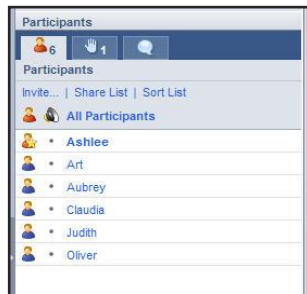 Participants
6 1
Participants
Invite... | Share List | Sort List
All Participants
Ashlee
Art
Aubrey
Claudia
Judith
Oliver